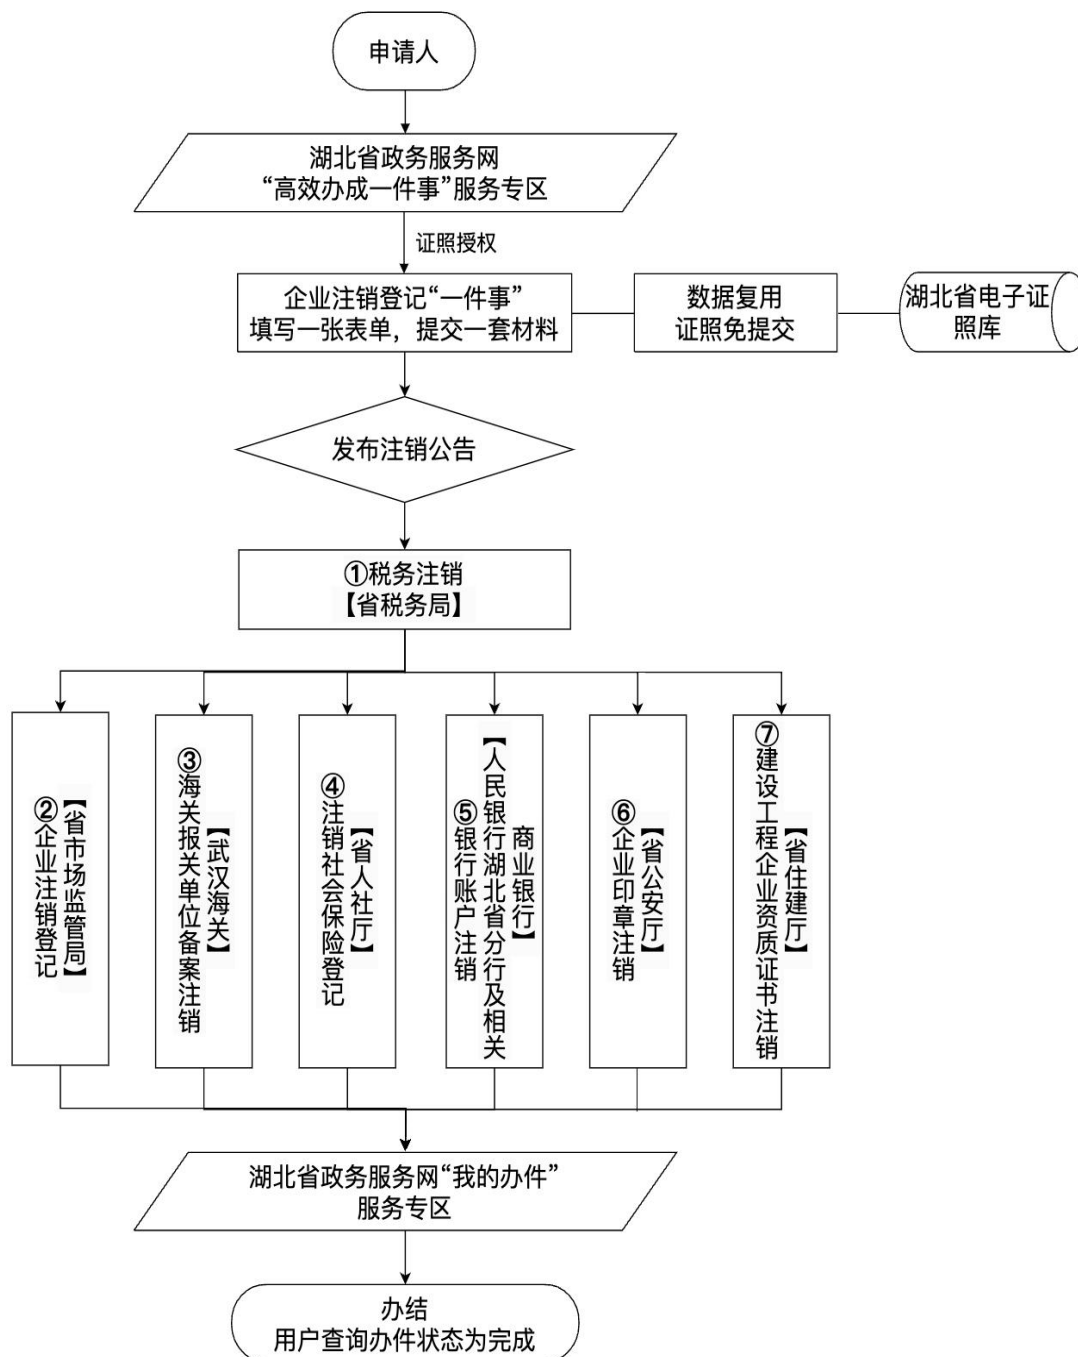 申请人
湖北省政务服务网
“高效办成一件事”服务专区
证照授权
企业注销登记“一件事”
填写一张表单，提交一套材料
数据复用
证照免提交
湖北省电子证
照库
发布注销公告
①税务注销
【省税务局】
②企业注销登记
【省市场监管局】
③海关报关单位备案注销
【武汉海关】
④注销社会保险登记
【省人社厅】
⑤银行账户注销
【人民银行湖北省分行及相关
商业银行】
⑥企业印章注销
【省公安厅】
⑦建设工程企业资质证书注销
【省住建厅】
湖北省政务服务网“我的办件”
服务专区
办结
用户查询办件状态为完成